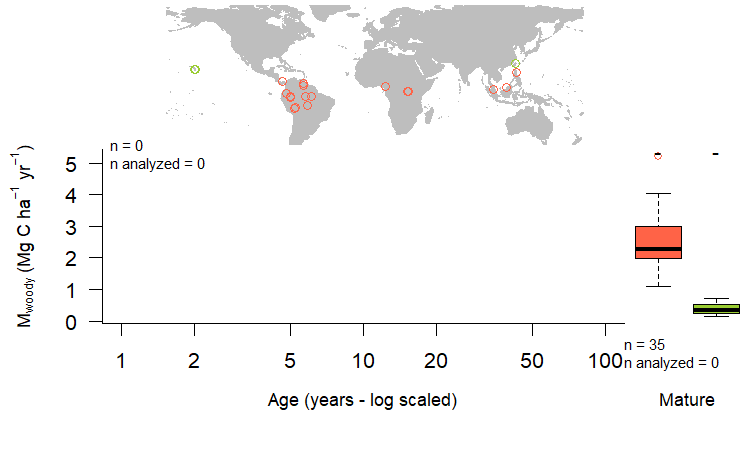 n = 0
n analyzed = 0
M woody (Mg C ha⁻¹ yr⁻¹)
5
4
3
2
1
0
1 2 5 10 20 50 100
n = 35
n analyzed = 0
Age (years - log scaled)
Mature